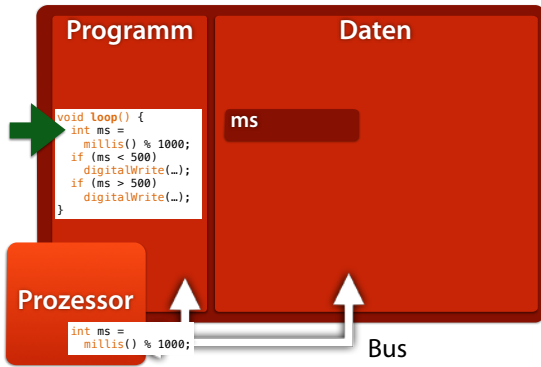 Programm
Daten
void loop() {
  int ms =
    millis() % 1000;
  if (ms < 500)
    digitalWrite(…);
  if (ms > 500)
    digitalWrite(…);
}
ms
Prozessor
int ms =
  millis() % 1000;
Bus